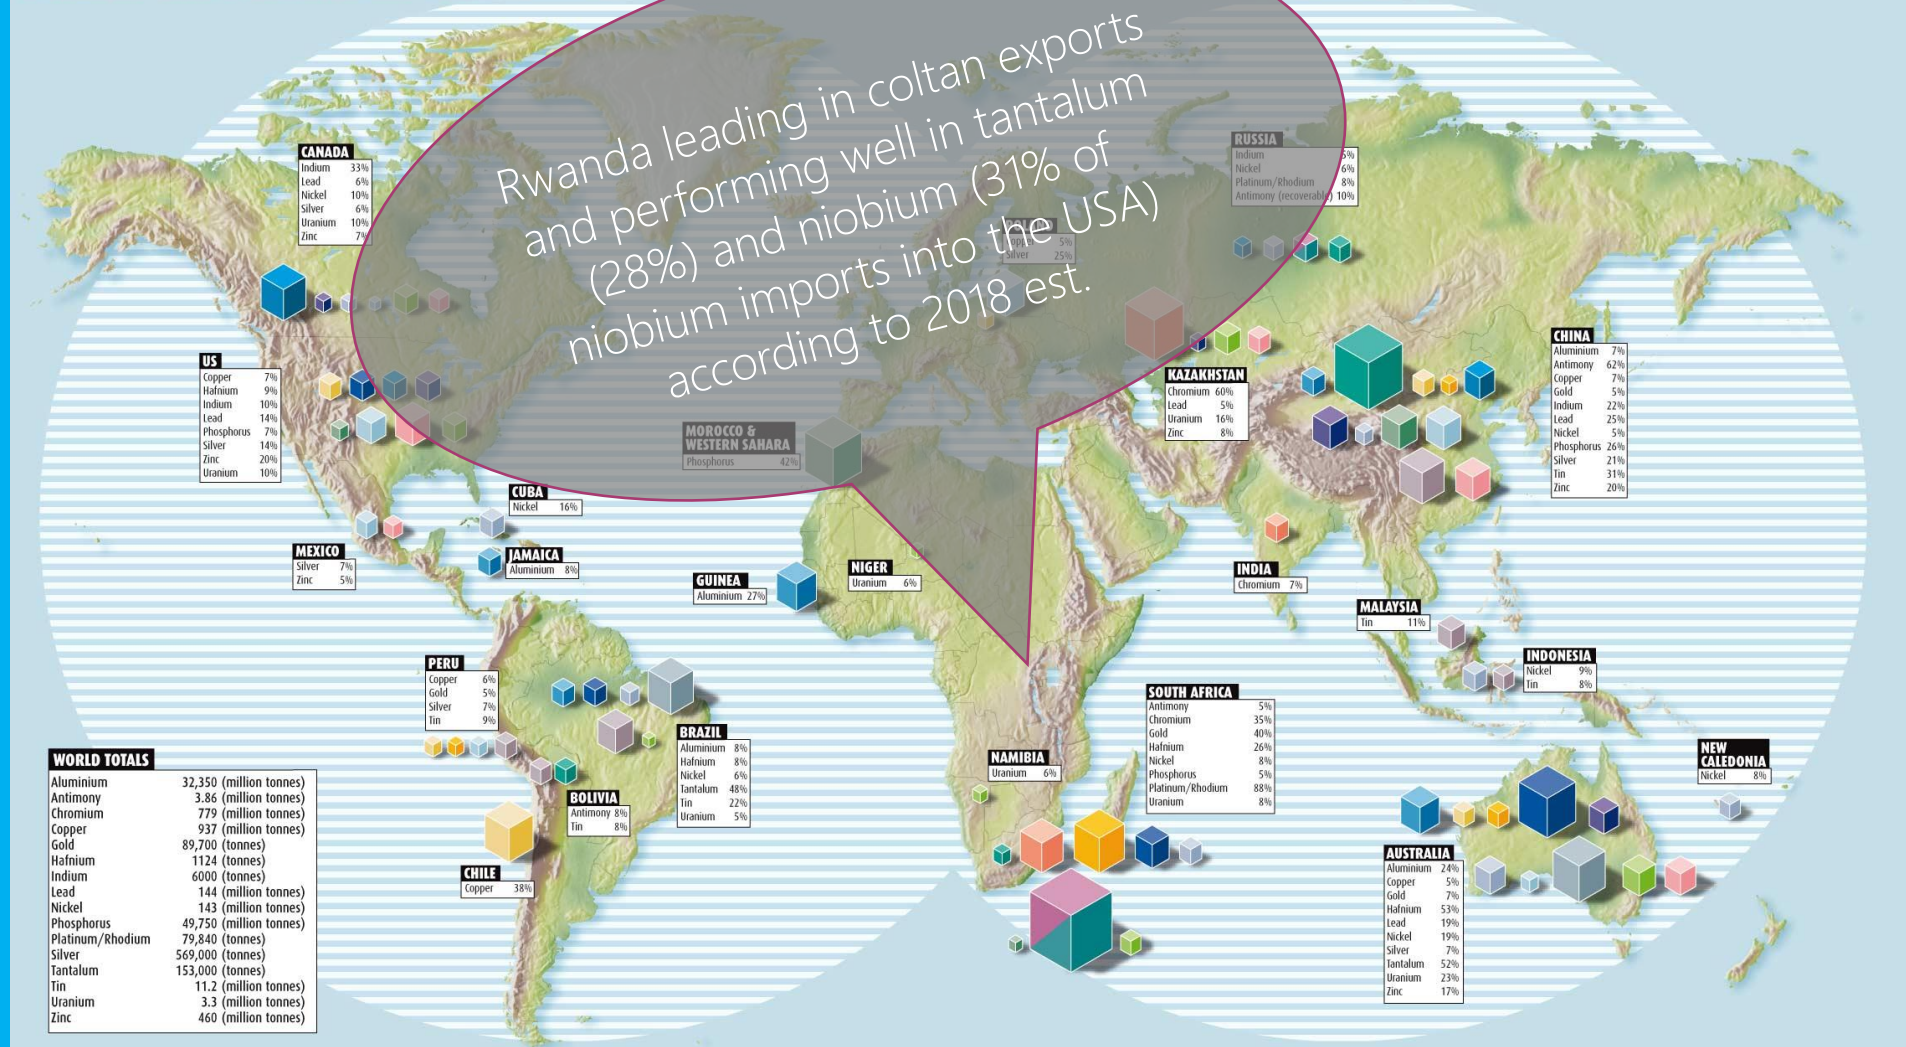 Rwanda leading in coltan exports
and performing well in tantalum
(28%) and niobium (31% of
niobium imports into the USA)
according to 2018 est.
CANADA
Indium 33%
Lead 6%
Nickel 10%
Silver 6%
Uranium 10%
Zinc 7%
RUSSIA
Indium
Nickel 6%
Platinum/Rhodium 8%
Antimony (recoverable) 10%
Copper 5%
Silver 25%
US
Copper 7%
Hafnium 9%
Indium 10%
Lead 14%
Phosphorus 7%
Silver 14%
Zinc 20%
Uranium 10%
KAZAKHSTAN
Chromium 60%
Lead 5%
Uranium 16%
Zinc 8%
CHINA
Aluminium 7%
Antimony 62%
Copper 7%
Gold 5%
Indium 22%
Lead 25%
Nickel 5%
Phosphorus 26%
Silver 21%
Tin 31%
Zinc 20%
MOROCCO &
WESTERN SAHARA
Phosphorus 42%
CUBA
Nickel 16%
MEXICO
Silver 7%
Zinc 5%
JAMAICA
Aluminium 8%
GUINEA
Aluminium 27%
NIGER
Uranium 6%
INDIA
Chromium 7%
MALAYSIA
Tin 11%
INDONESIA
Nickel 9%
Tin 8%
PERU
Copper 6%
Gold 5%
Silver 7%
Tin 9%
BRAZIL
Aluminium 8%
Hafnium 8%
Nickel 6%
Tantalum 48%
Tin 22%
Uranium 5%
BOLIVIA
Antimony 8%
Tin 8%
CHILE
Copper 38%
NAMIBIA
Uranium 6%
SOUTH AFRICA
Antimony 5%
Chromium 35%
Gold 40%
Hafnium 26%
Nickel 8%
Phosphorus 5%
Platinum/Rhodium 88%
Uranium 8%
NEW
CALEDONIA
Nickel 8%
AUSTRALIA
Aluminium 24%
Copper 5%
Gold 7%
Hafnium 53%
Lead 19%
Nickel 19%
Silver 7%
Tantalum 52%
Uranium 23%
Zinc 17%
WORLD TOTALS
Aluminium 32,350 (million tonnes)
Antimony 3.86 (million tonnes)
Chromium 779 (million tonnes)
Copper 937 (million tonnes)
Gold 89,700 (tonnes)
Hafnium 1124 (tonnes)
Indium 6000 (tonnes)
Lead 144 (million tonnes)
Nickel 143 (million tonnes)
Phosphorus 49,750 (million tonnes)
Platinum/Rhodium 79,840 (tonnes)
Silver 569,000 (tonnes)
Tantalum 153,000 (tonnes)
Tin 11.2 (million tonnes)
Uranium 3.3 (million tonnes)
Zinc 460 (million tonnes)